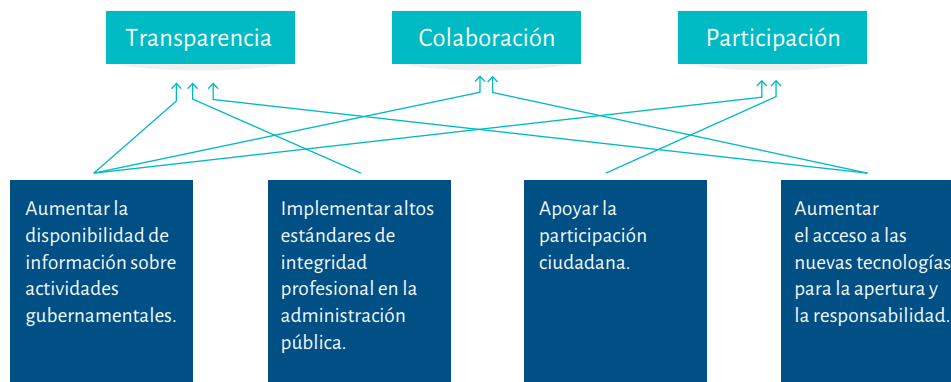 Transparencia
Colaboración
Participación
Aumentar la
disponibilidad de
información sobre
actividades
gubernamentales.
Implementar altos
estándares de
integridad
profesional en la
administración
pública.
Apoyar la
participación
ciudadana.
Aumentar
el acceso a las
nuevas tecnologías
para la apertura y
la responsabilidad.